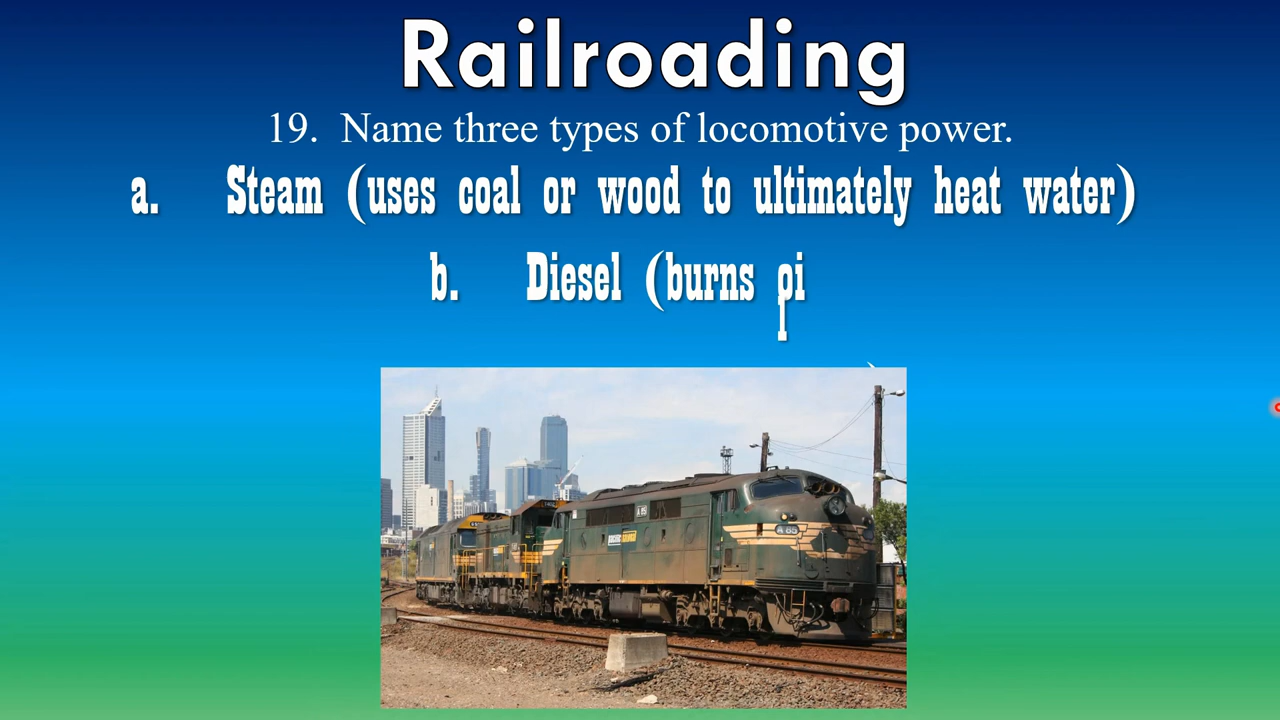 Railroading
19. Name three types of locomotive power.
a. Steam (uses coal or wood to ultimately heat water)
b. Diesel (burns oi
A 85